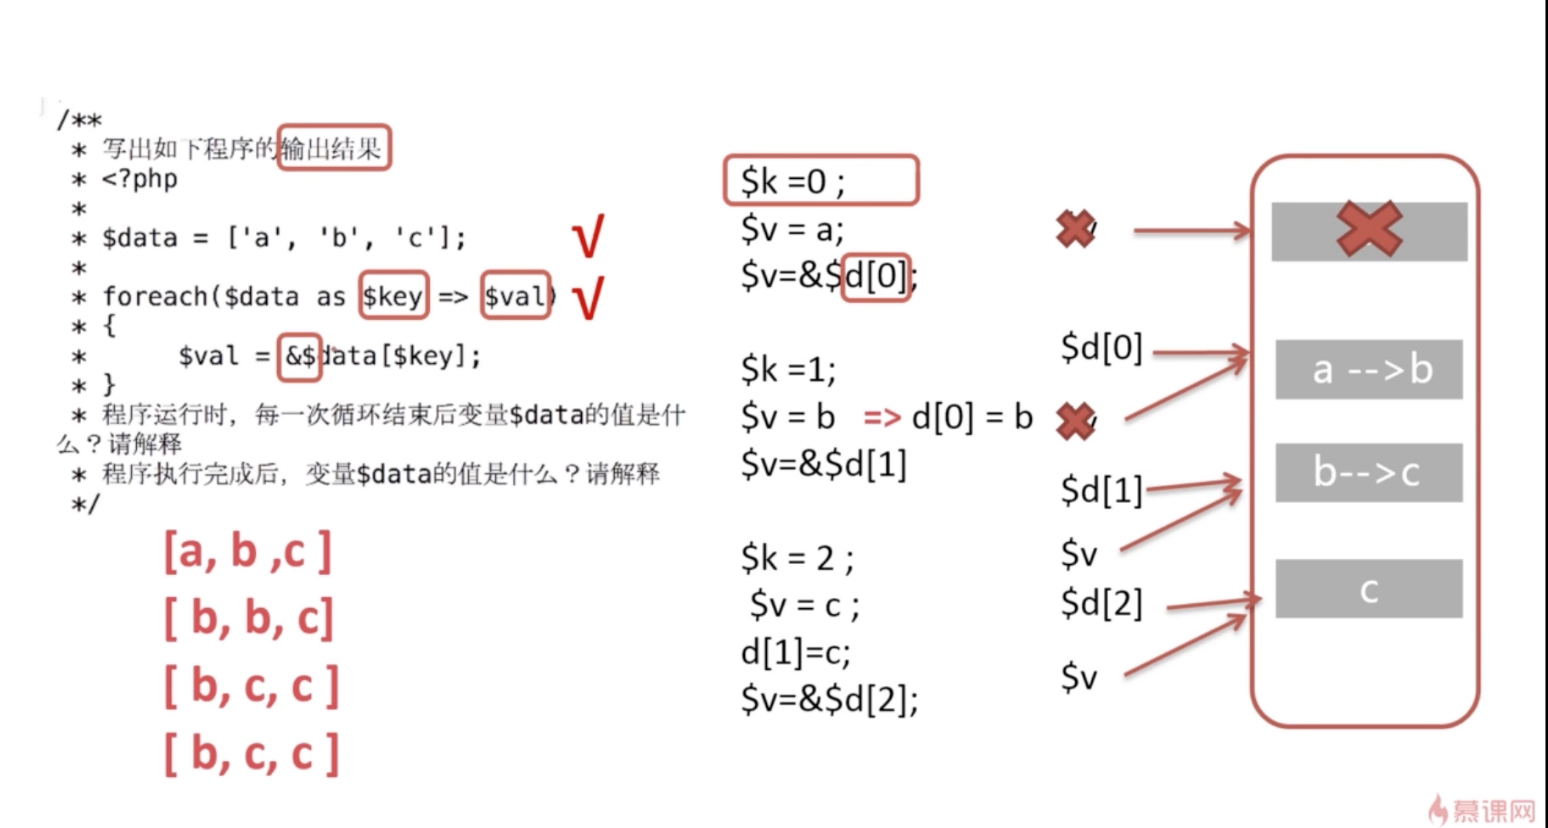 /**
* 写出如下程序的输出结果
* <?php
*
* $data = ['a', 'b', 'c'];
*
* foreach($data as $key => $val)
* {
* $val = &$data[$key];
* }
* 程序运行时，每一次循环结束后变量$data的值是什
么？请解释
* 程序执行完成后，变量$data的值是什么？请解释
*/
[a, b ,c ]
[ b, b, c]
[ b, c, c ]
[ b, c, c ]
√
√
$k =0 ;
$v = a;
$v=&$d[0];
$k =1;
$v = b => d[0] = b
$v=&$d[1]
$k = 2 ;
$v = c ;
d[1]=c;
$v=&$d[2];
$d[0]
$d[1]
$v
$d[2]
$v
a -->b
b-->c
c
慕课网